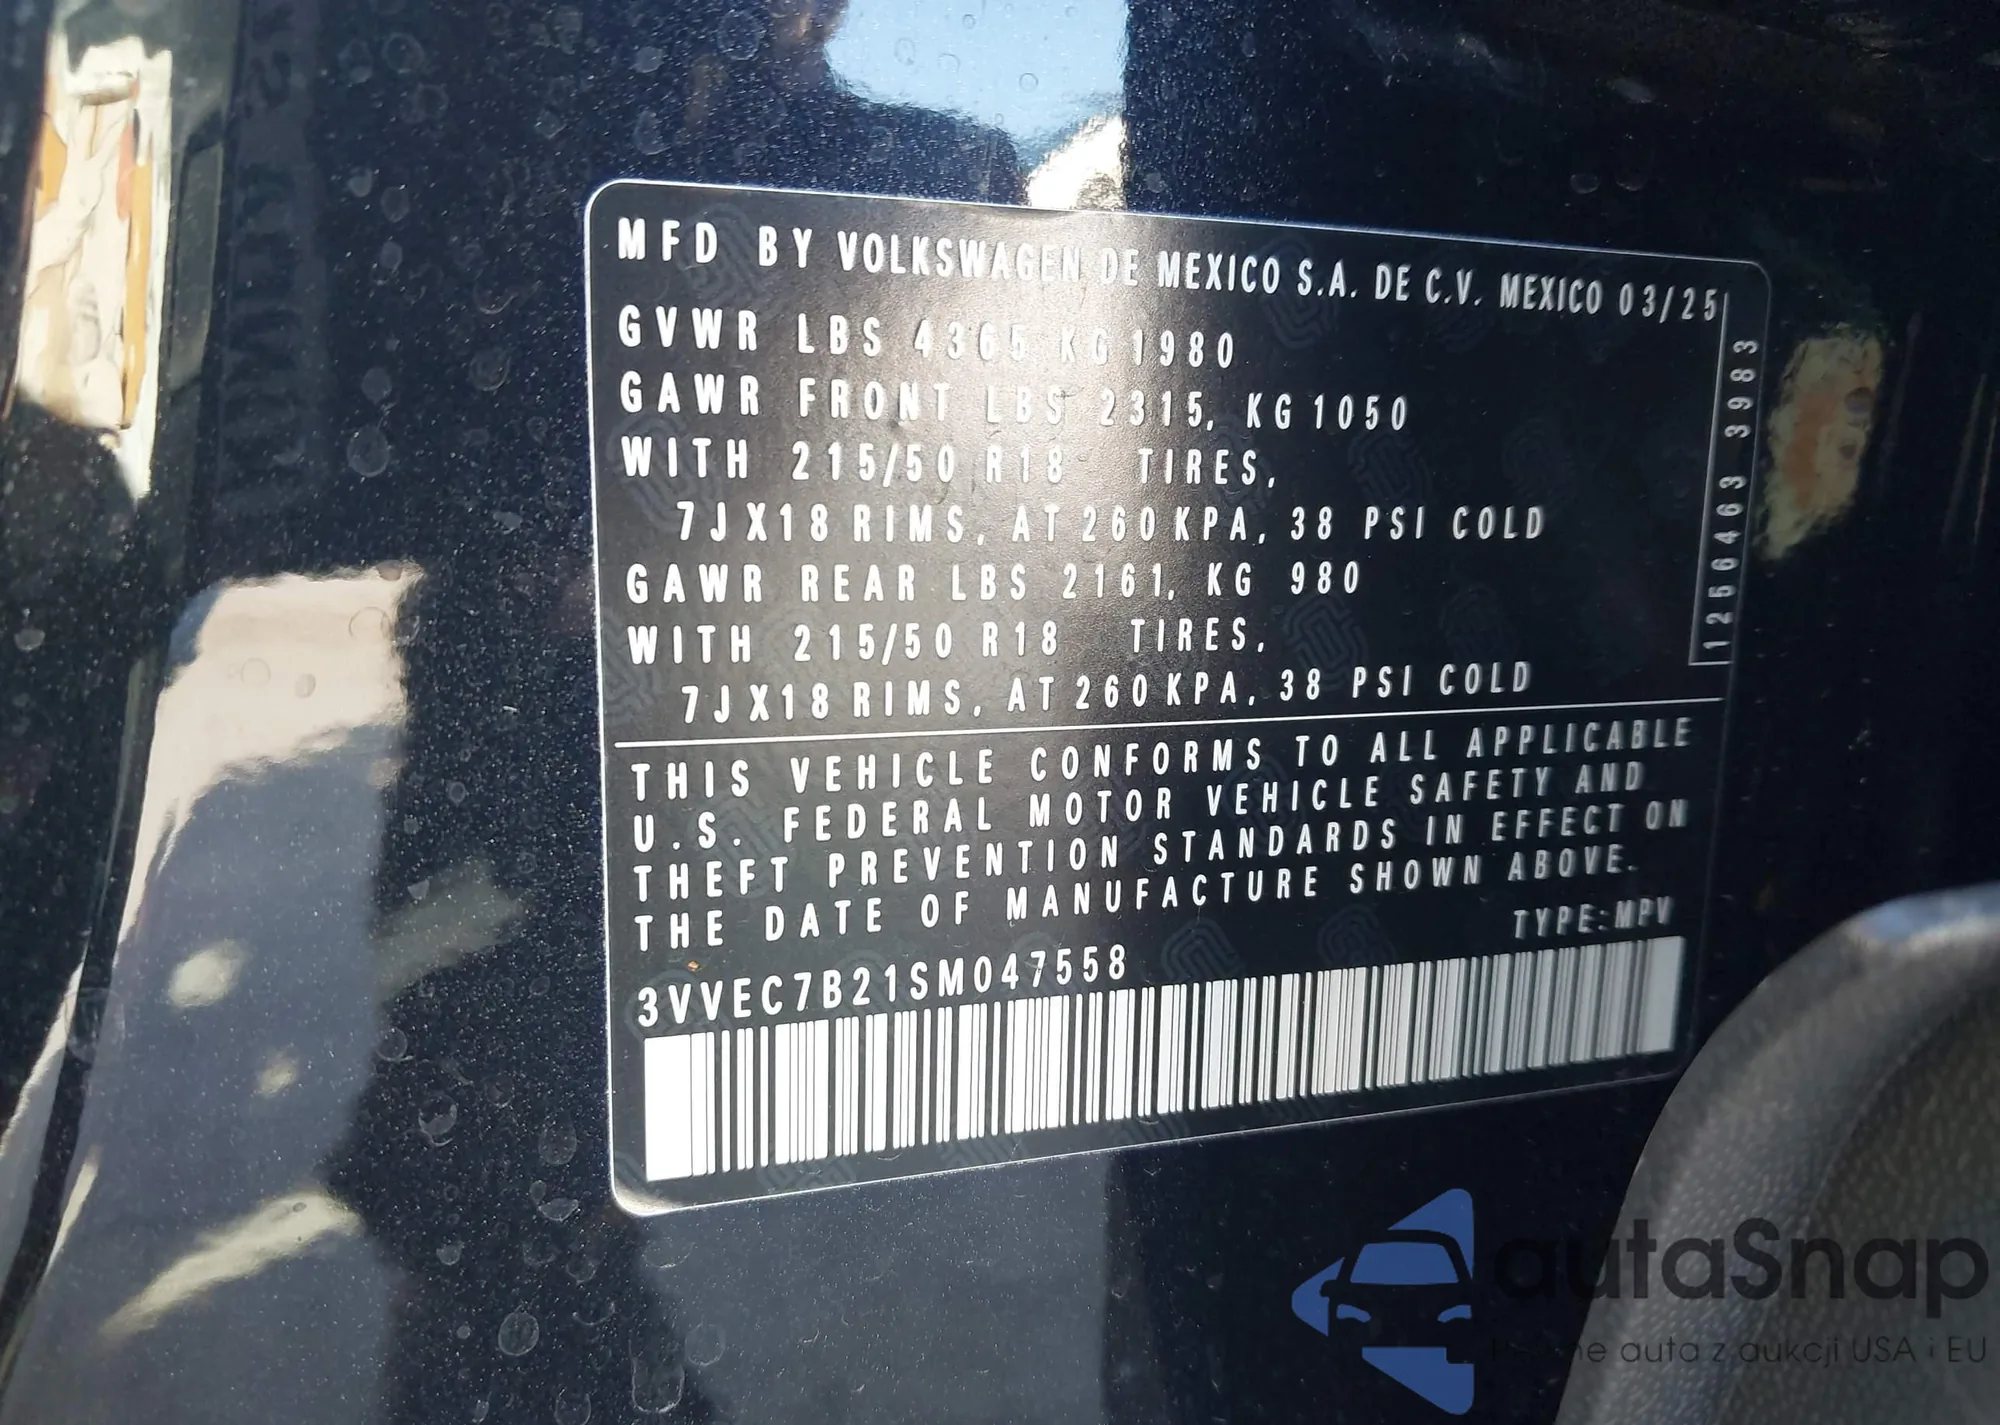 MFD BY VOLKSWAGEN DE MEXICO S.A. DE C.V. MEXICO 03/25
GVWR LBS 4365 KG 1980
GAWR FRONT LBS 2315, KG 1050
WITH 215/50 R18 TIRES,
7J X18 RIMS, AT 260 KPA, 38 PSI COLD
GAWR REAR LBS 2161, KG 980
WITH 215/50 R18 TIRES,
7J X18 RIMS, AT 260 KPA, 38 PSI COLD
1256463 3983
THIS VEHICLE CONFORMS TO ALL APPLICABLE
U.S. FEDERAL MOTOR VEHICLE SAFETY AND
THEFT PREVENTION STANDARDS IN EFFECT ON
THE DATE OF MANUFACTURE SHOWN ABOVE.
TYPE:MPV
3VVEC7B21SM047558
autaSnap
auta z aukcji USA i EU